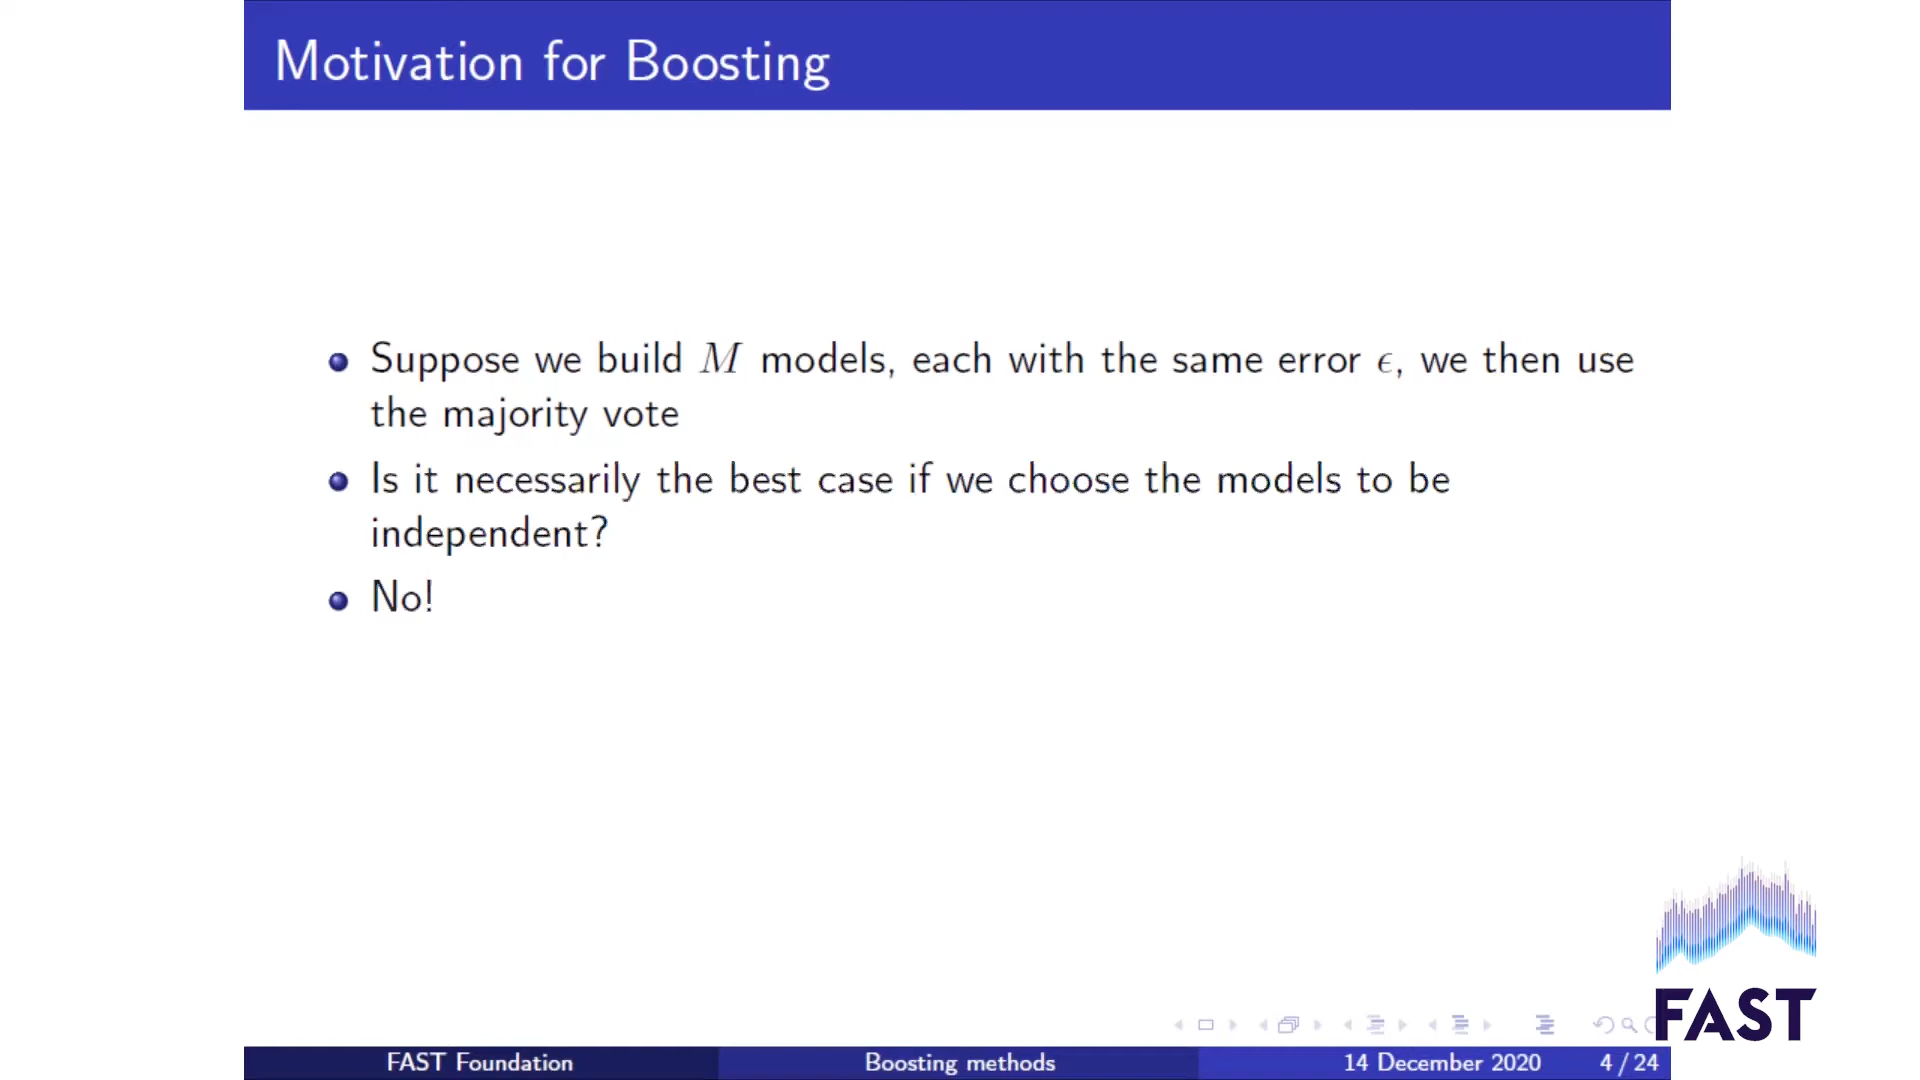 Motivation for Boosting
Suppose we build M models, each with the same error ϵ, we then use
the majority vote
Is it necessarily the best case if we choose the models to be
independent?
No!
FAST
FAST Foundation
Boosting methods
14 December 2020
4 / 24